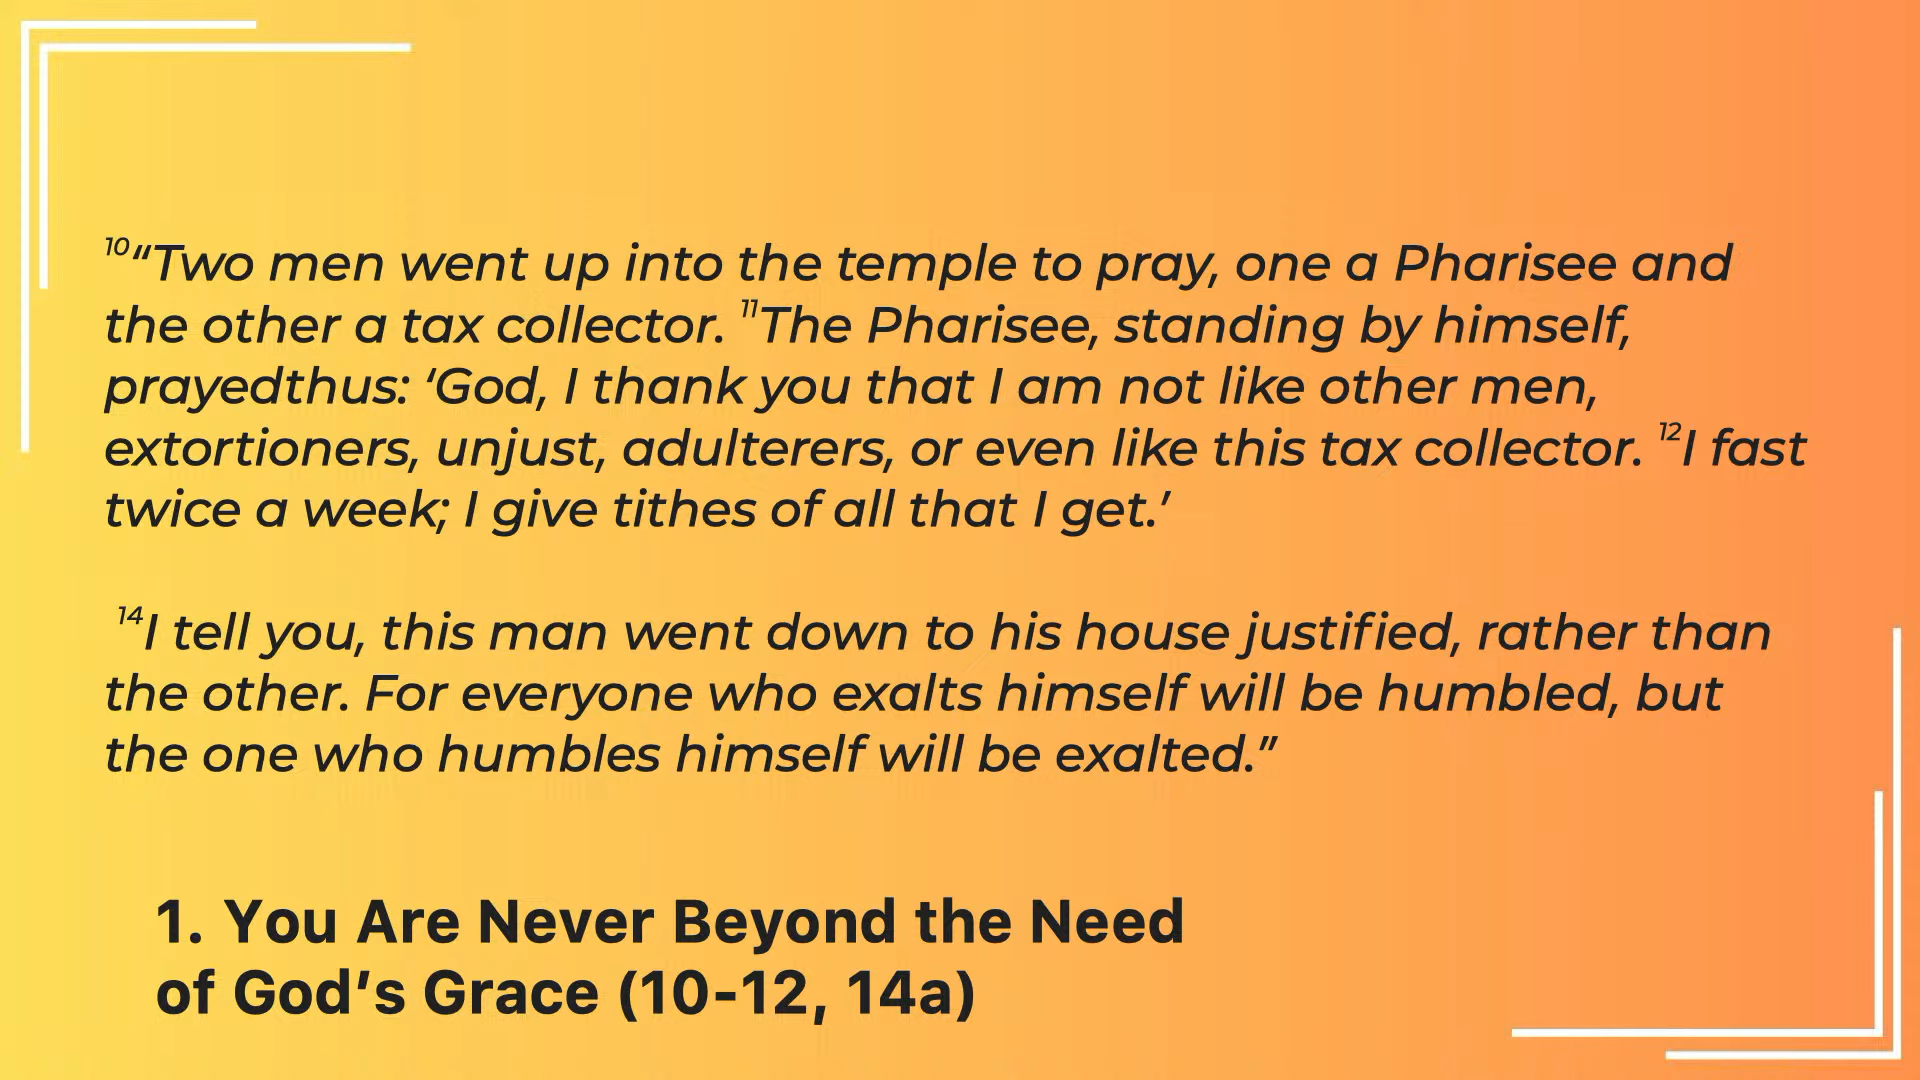 10“Two men went up into the temple to pray, one a Pharisee and
the other a tax collector. 11The Pharisee, standing by himself,
prayedthus: ‘God, I thank you that I am not like other men,
extortioners, unjust, adulterers, or even like this tax collector. 12I fast
twice a week; I give tithes of all that I get.’
14I tell you, this man went down to his house justified, rather than
the other. For everyone who exalts himself will be humbled, but
the one who humbles himself will be exalted.”
1. You Are Never Beyond the Need
of God’s Grace (10-12, 14a)